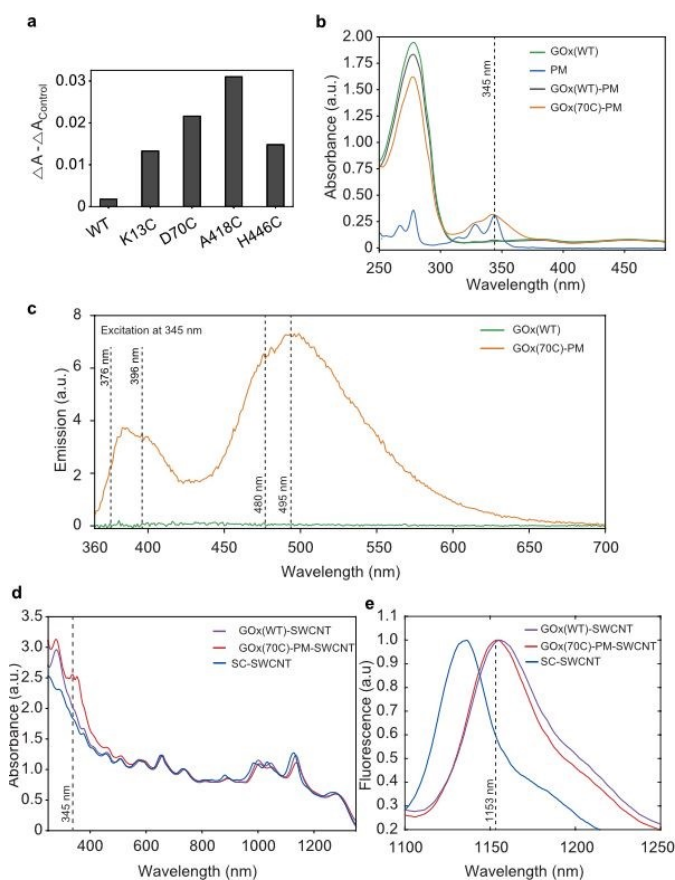 a
△A -△A Control
0.03
0.02
0.01
0
WT
K13C
D70C
A418C
H446C
b
Absorbance (a.u.)
2.00
1.75
1.50
1.25
1.00
0.75
0.50
0.25
0
250
300
350
400
450
Wavelength (nm)
345 nm
GOx(WT)
PM
GOx(WT)-PM
GOx(70C)-PM
c
Emission (a.u.)
8
6
4
2
0
Excitation at 345 nm
376 nm
396 nm
480 nm
495 nm
GOx(WT)
GOx(70C)-PM
360
400
450
500
550
600
650
700
Wavelength (nm)
d
Absorbance (a.u.)
3.5
3.0
2.5
2.0
1.5
1.0
0.5
0
345 nm
GOx(WT)-SWCNT
GOx(70C)-PM-SWCNT
SC-SWCNT
400
600
800
1000
1200
Wavelength (nm)
e
Fluorescence (a.u)
1.1
1.0
0.9
0.8
0.7
0.6
0.5
0.4
0.3
0.2
1153 nm
GOx(WT)-SWCNT
GOx(70C)-PM-SWCNT
SC-SWCNT
1100
1150
1200
1250
Wavelength (nm)